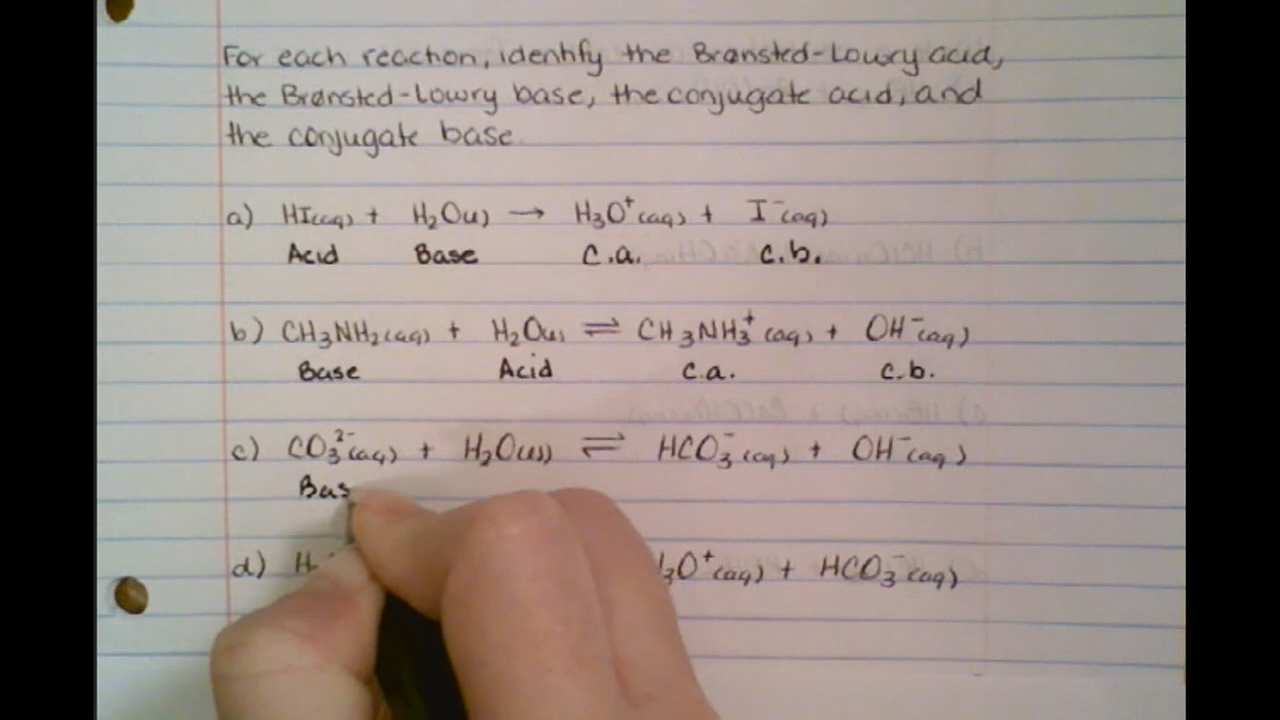 For each reaction, identify the Brønsted-Lowry acid,
the Brønsted-Lowry base, the conjugate acid, and
the conjugate base.
a) HI(aq) + H₂O(l) → H₃O⁺(aq) + I⁻(aq)
Acid Base C.a. C.b.
b) CH₃NH₂(aq) + H₂O(l) ⇌ CH₃NH₃⁺(aq) + OH⁻(aq)
Base Acid C.a. C.b.
c) CO₃²⁻(aq) + H₂O(l) ⇌ HCO₃⁻(aq) + OH⁻(aq)
Bas
d) H ₃O⁺(aq) + HCO₃⁻(aq)